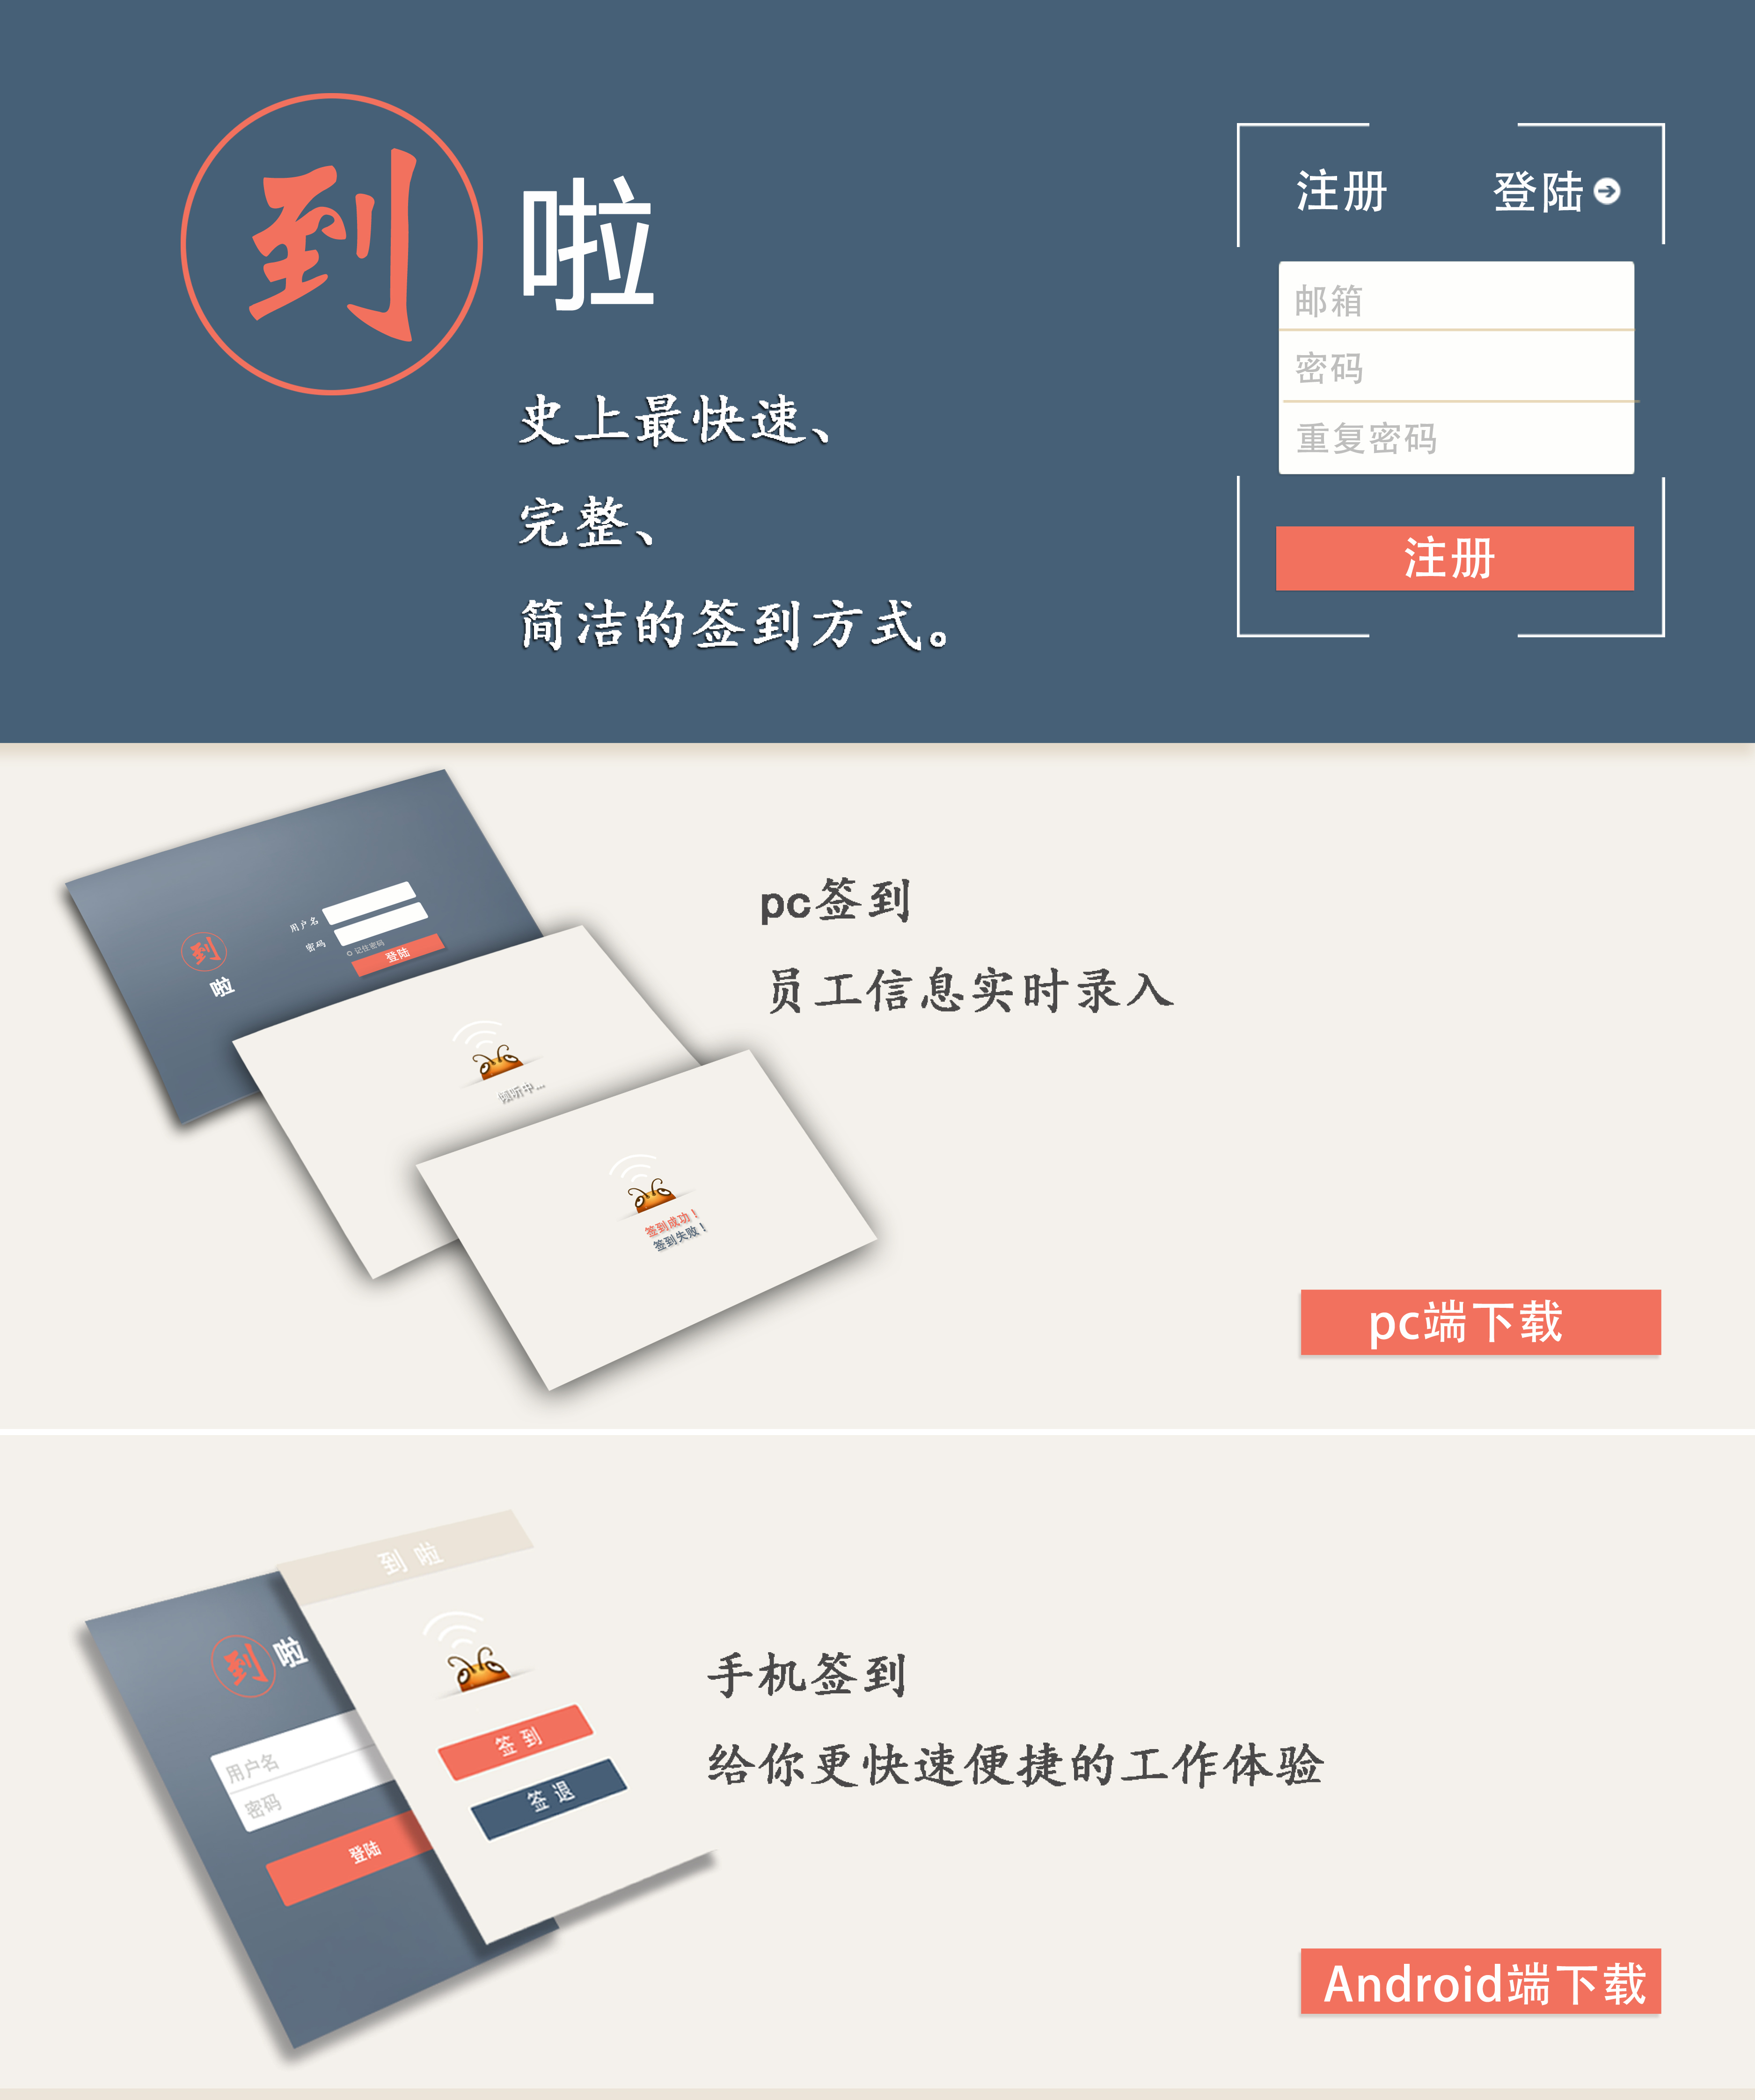 到啦
史上最快速、
完整、
简洁的签到方式。
注册 登陆
邮箱
密码
重复密码
注册
到
啦
用户名
密码
记住密码
登陆
倾听中...
签到成功！
签到失败！
pc签到
员工信息实时录入
pc端下载
到啦
用户名
密码
登陆
到啦
签到
签退
手机签到
给你更快速便捷的工作体验
Android端下载